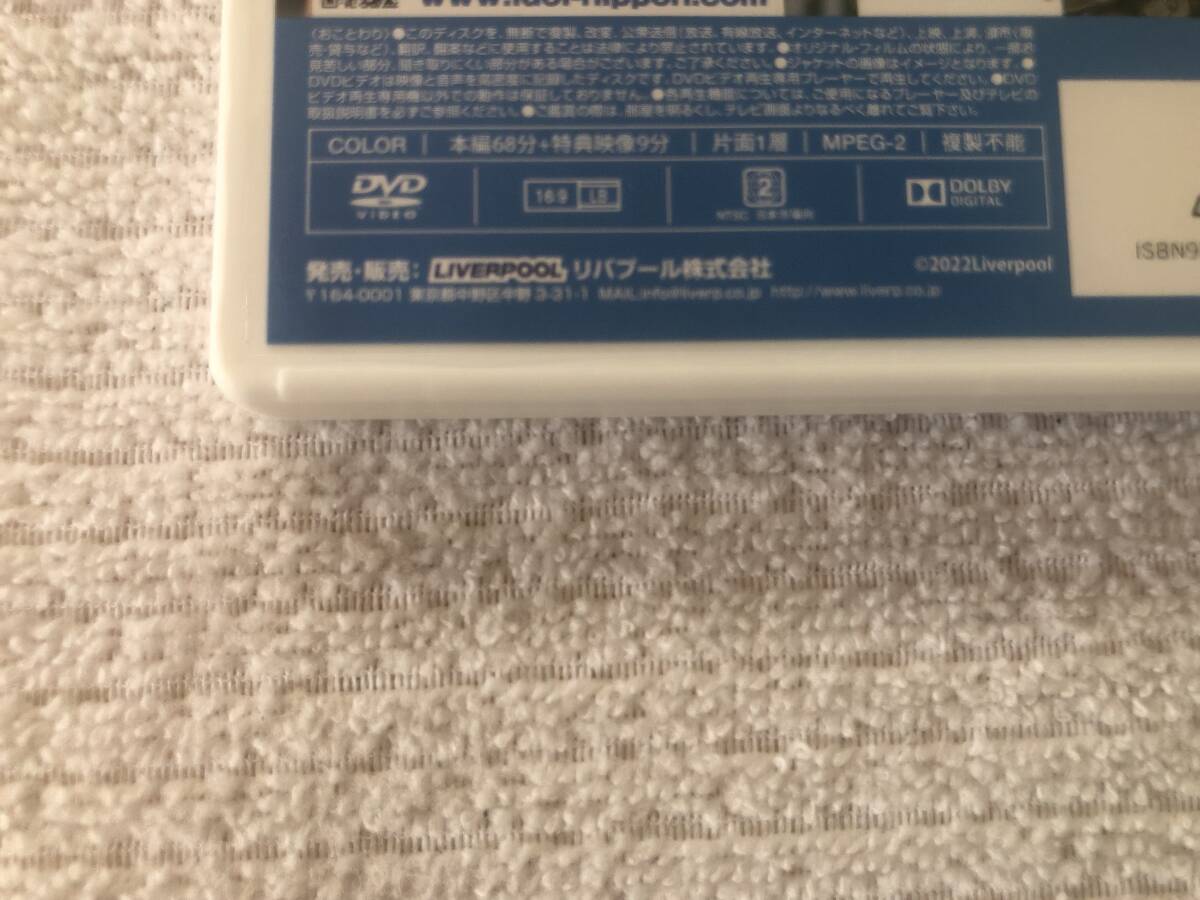 www.idol-nippon.com
(おことわり)●このディスクを、無断で複製、改変、公衆送信(放送、有線放送、インターネットなど)、上映、上演、頒布(販
売・貸与など)、翻訳、翻案などに使用することは法律により禁止されています。●オリジナル・フィルムの状態により、一部お
見苦しい部分、聞き取りにくい部分がある場合がございます。ご了承ください。●ジャケットの画像はイメージとなります。●
DVDビデオは映像と音声を高密度に記録したディスクです。DVDビデオ再生専用プレーヤーで再生してください。●DVD
ビデオ再生専用機以外での動作は保証しておりません。●各再生機能については、ご使用になるプレーヤー及びテレビの
取扱説明書を必ずご参照ください。●ご鑑賞の際は、部屋を明るくし、テレビ画面よりなるべく離れてご覧下さい。
COLOR 本編68分+特典映像9分 片面1層 MPEG-2 複製不能
DVD VIDEO 16:9 LB 2 NTSC 日本市場向 DOLBY DIGITAL
発売・販売: LIVERPOOL リバプール株式会社 ©2022Liverpool
〒164-0001 東京都中野区中野 3-31-1 MAIL:info@liverp.co.jp http://www.liverp.co.jp
ISBN9